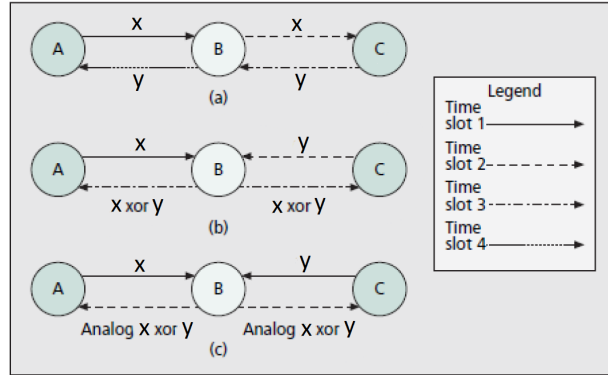 x x
A B C
y y
(a)
x y
A B C
x xor y x xor y
(b)
x y
A B C
Analog x xor y Analog x xor y
(c)
Legend
Time
slot 1
Time
slot 2
Time
slot 3
Time
slot 4